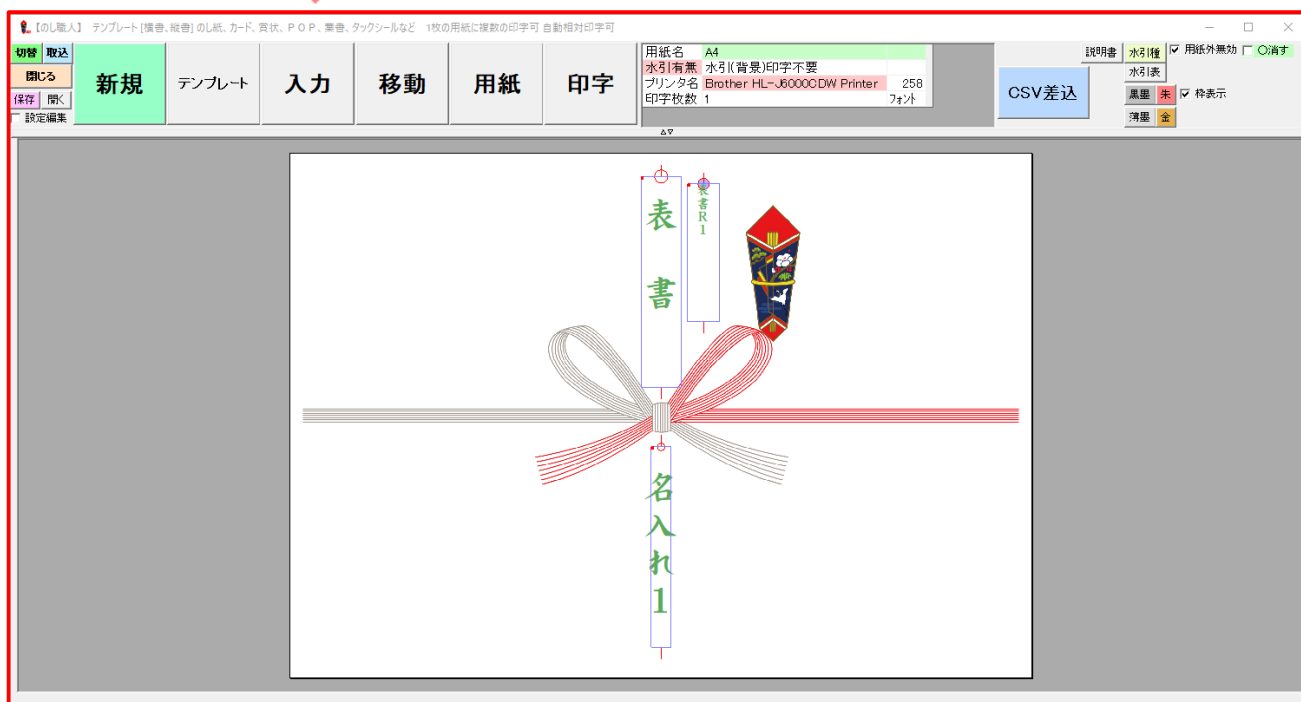 【のし職人】 テンプレート [横書、縦書] のし紙、カード、賞状、ＰＯＰ、葉書、タックシールなど 1枚の用紙に複数の印字可 自動相対印字可
切替 取込
閉じる
保存 開く
設定編集
新規
テンプレート
入力
移動
用紙
印字
用紙名 A4
水引有無 水引(背景)印字不要
プリンタ名 Brother HL-J6000CDW Printer 258
印字枚数 1 フォント
△▽
CSV差込
説明書 水引種 用紙外無効 〇消す
水引表
黒墨 朱 枠表示
薄墨 金
表書
表書R1
名入れ1